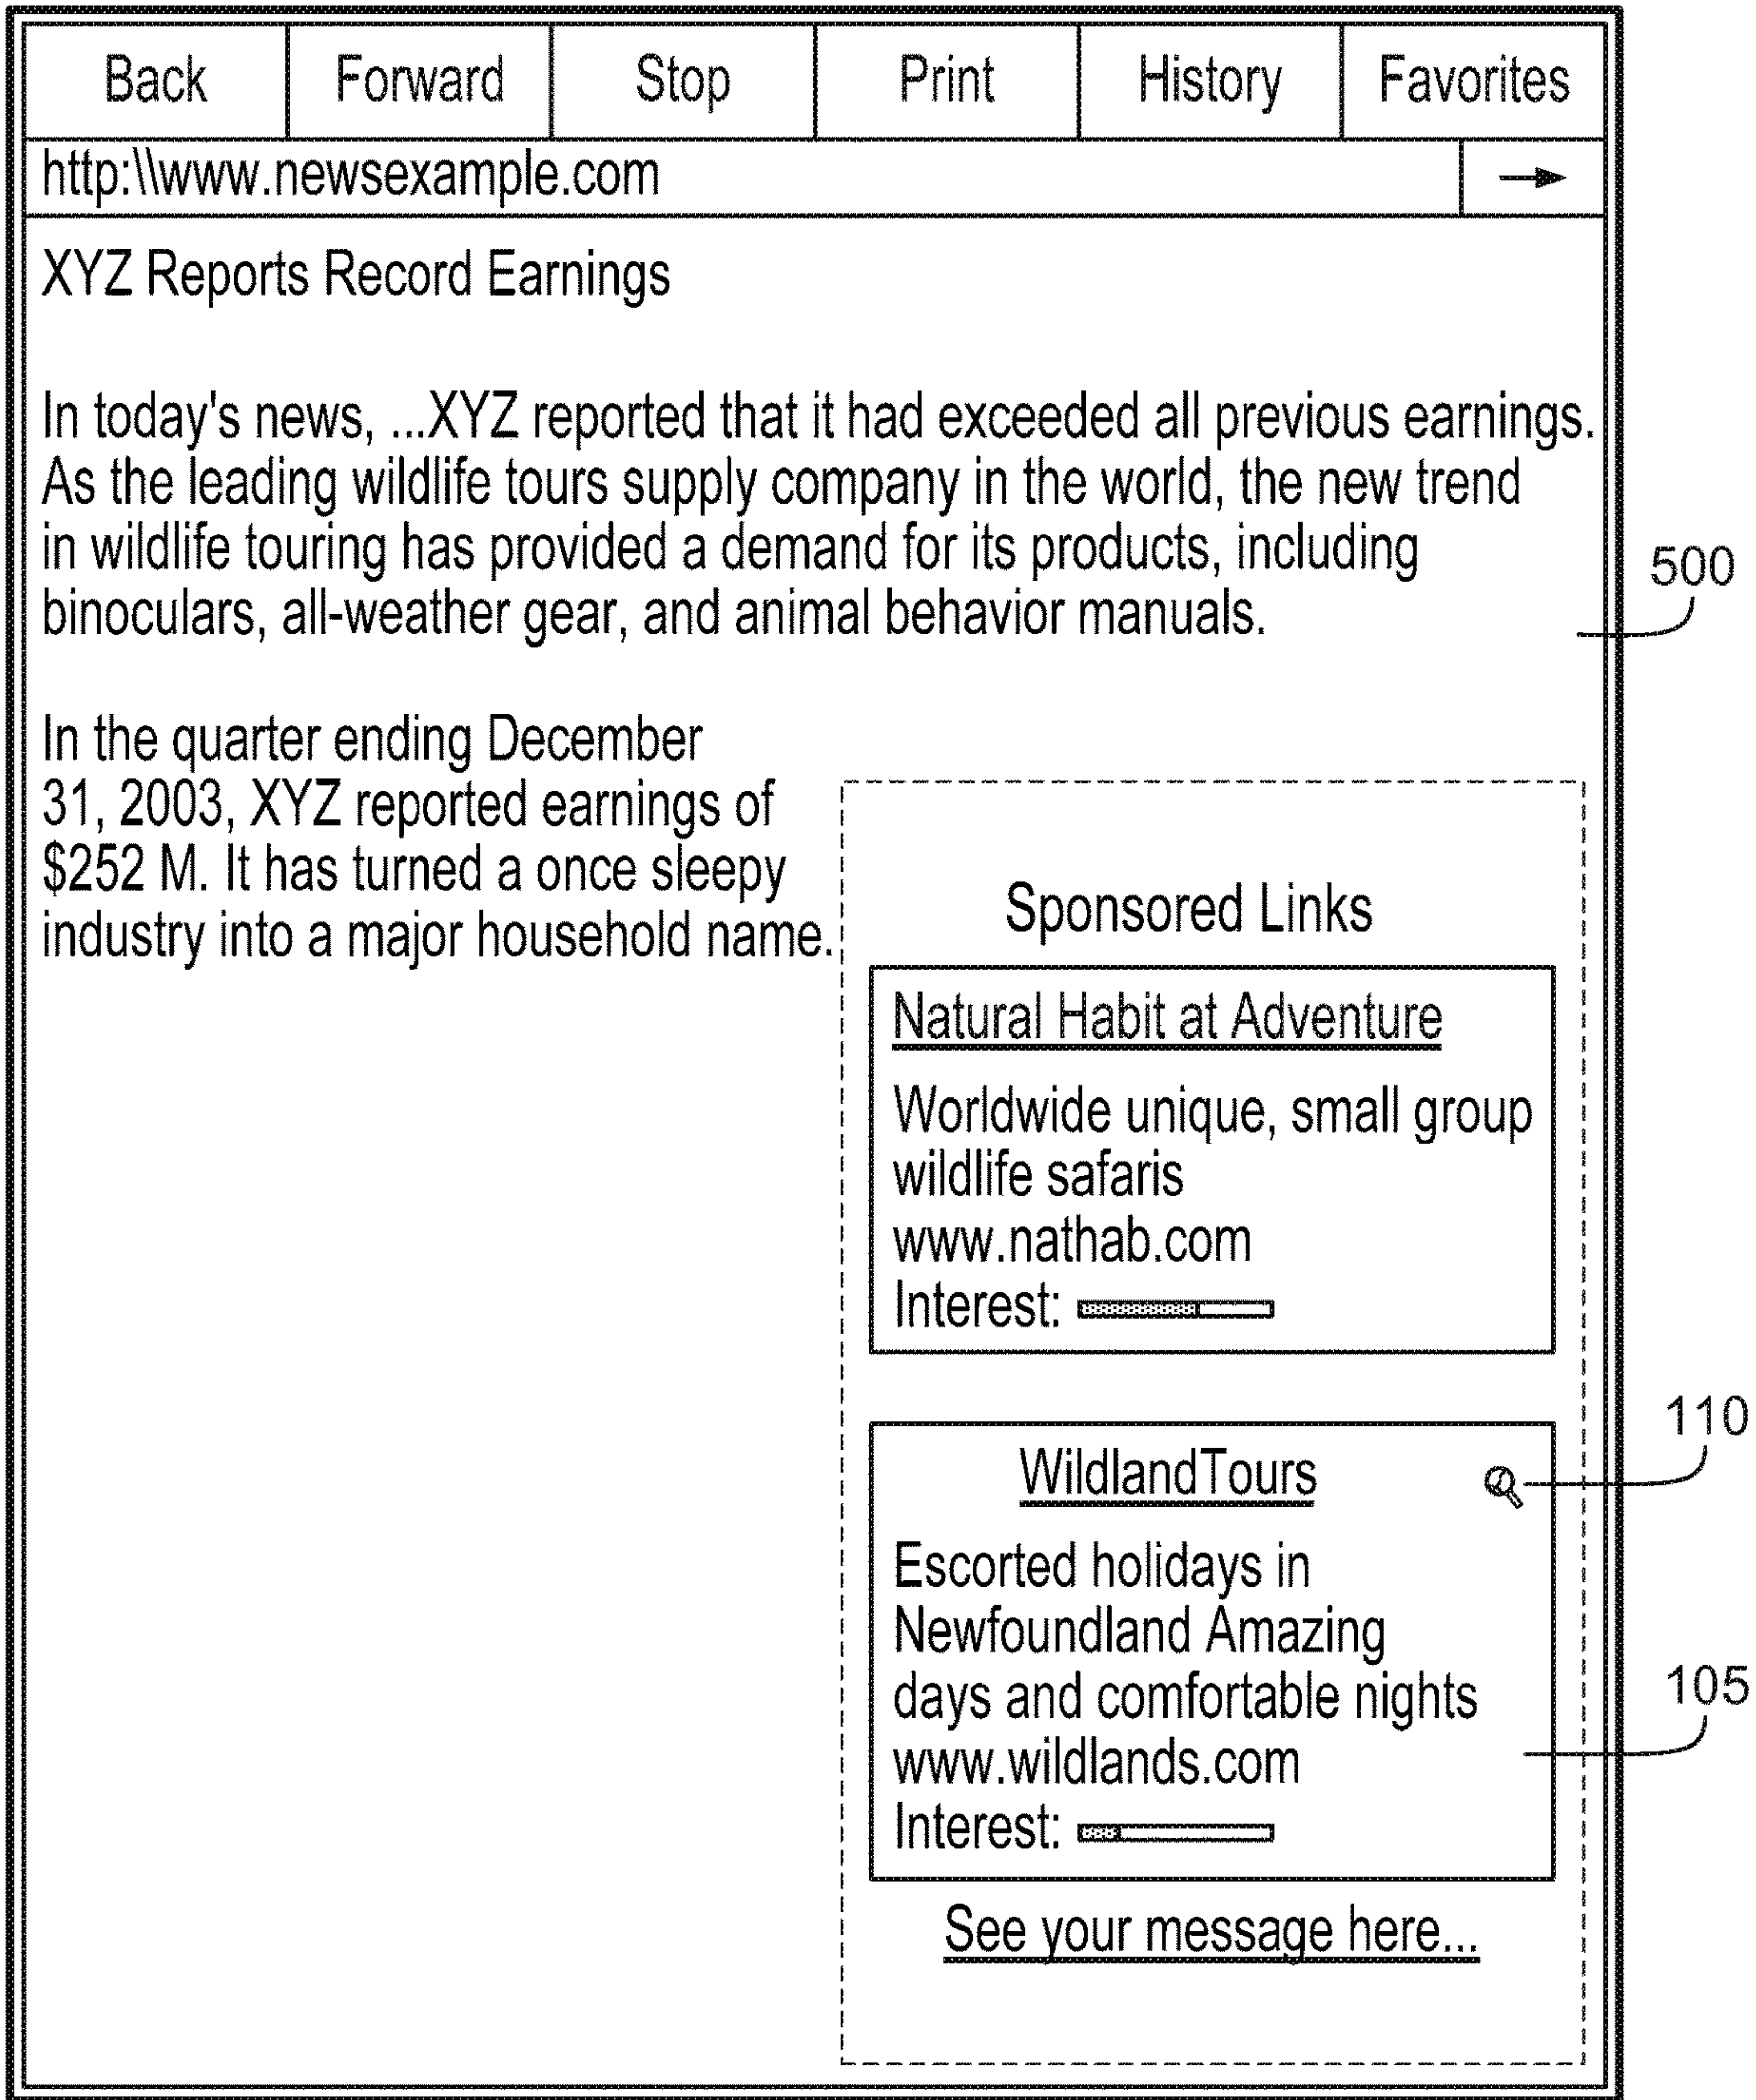 Back Forward Stop Print History Favorites
http:\\www.newsexample.com
XYZ Reports Record Earnings
In today's news, ...XYZ reported that it had exceeded all previous earnings.
As the leading wildlife tours supply company in the world, the new trend
in wildlife touring has provided a demand for its products, including
binoculars, all-weather gear, and animal behavior manuals.
500
In the quarter ending December
31, 2003, XYZ reported earnings of
$252 M. It has turned a once sleepy
industry into a major household name.
Sponsored Links
Natural Habit at Adventure
Worldwide unique, small group
wildlife safaris
www.nathab.com
Interest:
110
WildlandTours
Escorted holidays in
Newfoundland Amazing
days and comfortable nights
105
www.wildlands.com
Interest:
See your message here...